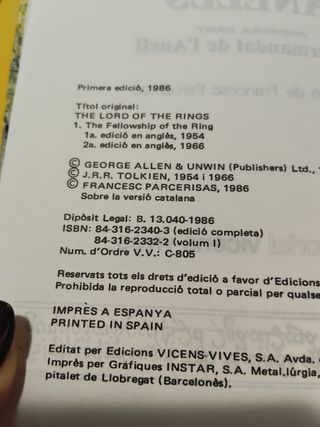 Primera edició, 1986
Títol original:
THE LORD OF THE RINGS
1. The Fellowship of the Ring
1a. edició en anglès, 1954
2a. edició en anglès, 1966
© GEORGE ALLEN & UNWIN (Publishers) Ltd.,
© J.R.R. TOLKIEN, 1954 i 1966
© FRANCESC PARCERISAS, 1986
Sobre la versió catalana
Dipòsit Legal: B. 13.040-1986
ISBN: 84-316-2340-3 (edició completa)
84-316-2332-2 (volum I)
Num. d'Ordre V.V.: C-805
Reservats tots els drets d'edició a favor d'Edicions
Prohibida la reproducció total o parcial per qualse
IMPRÈS A ESPANYA
PRINTED IN SPAIN
Editat per Edicions VICENS-VIVES, S.A. Avda.
Imprès per Gràfiques INSTAR, S.A. Metal.lúrgia,
pitalet de Llobregat (Barcelonès).